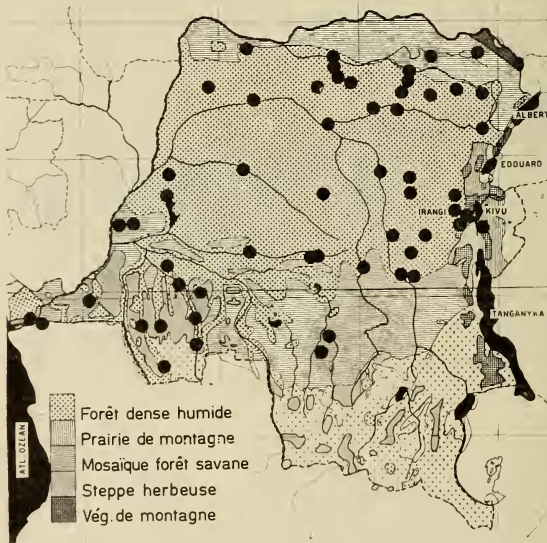 ALBERT
EDOUARD
IRANGI
KIVU
TANGANYKA
ATL. OZEAN
Forêt dense humide
Prairie de montagne
Mosaïque forêt savane
Steppe herbeuse
Vég. de montagne